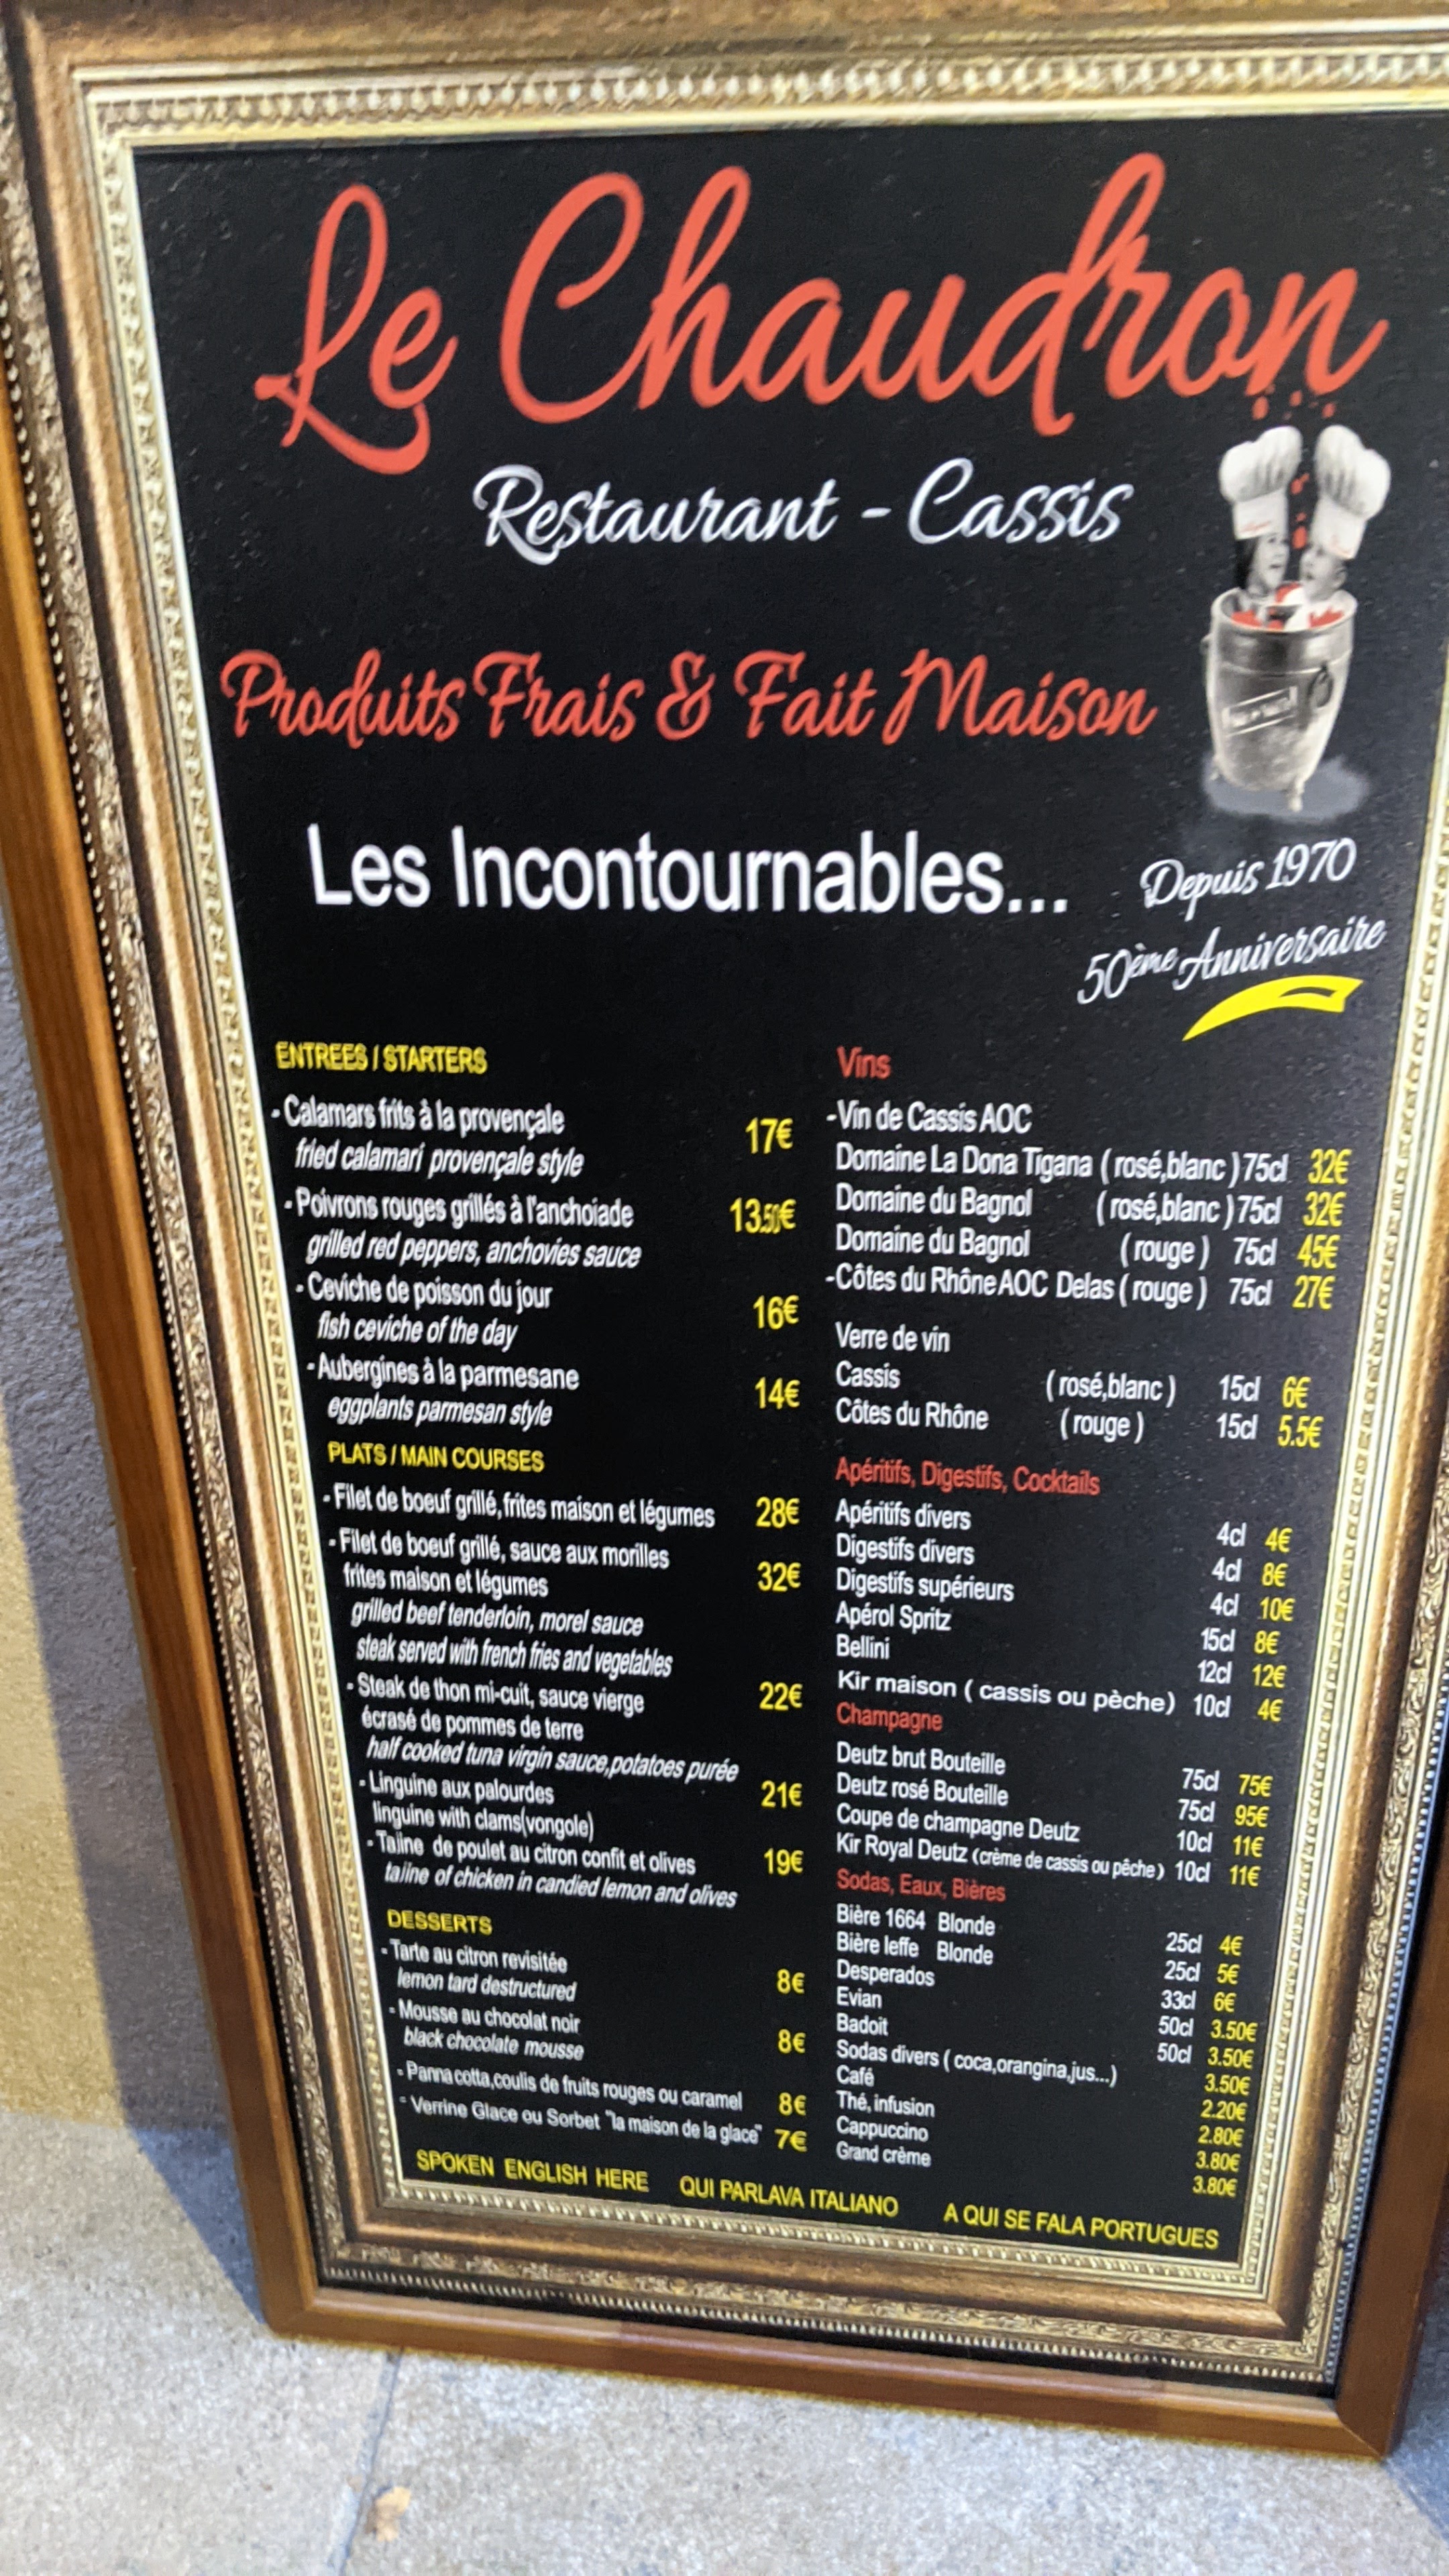 Le Chaudron
Restaurant - Cassis
Produits Frais & Fait Maison
Les Incontournables...
Depuis 1970
50ème Anniversaire
ENTREES / STARTERS
- Calamars frits à la provençale 17€
fried calamari provençale style
- Poivrons rouges grillés à l'anchoiade 13.50€
grilled red peppers, anchovies sauce
- Ceviche de poisson du jour 16€
fish ceviche of the day
- Aubergines à la parmesane 14€
eggplants parmesan style
PLATS / MAIN COURSES
- Filet de boeuf grillé, frites maison et légumes 28€
- Filet de boeuf grillé, sauce aux morilles 32€
frites maison et légumes
grilled beef tenderloin, morel sauce
steak served with french fries and vegetables
- Steak de thon mi-cuit, sauce vierge 22€
écrasé de pommes de terre
half cooked tuna virgin sauce,potatoes purée
- Linguine aux palourdes 21€
linguine with clams(vongole)
- Tajine de poulet au citron confit et olives 19€
tajine of chicken in candied lemon and olives
DESSERTS
- Tarte au citron revisitée 8€
lemon tard destructured
- Mousse au chocolat noir 8€
black chocolate mousse
- Panna cotta,coulis de fruits rouges ou caramel 8€
- Verrine Glace ou Sorbet "la maison de la glace" 7€
Vins
-Vin de Cassis AOC
Domaine La Dona Tigana ( rosé,blanc ) 75cl 32€
Domaine du Bagnol ( rosé,blanc ) 75cl 32€
Domaine du Bagnol ( rouge ) 75cl 45€
-Côtes du Rhône AOC Delas ( rouge ) 75cl 27€
Verre de vin
Cassis ( rosé,blanc ) 15cl 6€
Côtes du Rhône ( rouge ) 15cl 5.5€
Apéritifs, Digestifs, Cocktails
Apéritifs divers 4cl 4€
Digestifs divers 4cl 8€
Digestifs supérieurs 4cl 10€
Apérol Spritz 15cl 8€
Bellini 12cl 12€
Kir maison ( cassis ou pèche) 10cl 4€
Champagne
Deutz brut Bouteille 75cl 75€
Deutz rosé Bouteille 75cl 95€
Coupe de champagne Deutz 10cl 11€
Kir Royal Deutz (crème de cassis ou pêche) 10cl 11€
Sodas, Eaux, Bières
Bière 1664 Blonde 25cl 4€
Bière leffe Blonde 25cl 5€
Desperados 33cl 6€
Evian 50cl 3.50€
Badoit 50cl 3.50€
Sodas divers ( coca,orangina,jus...) 3.50€
Café 2.20€
Thé, infusion 2.80€
Cappuccino 3.80€
Grand crème 3.80€
SPOKEN ENGLISH HERE QUI PARLAVA ITALIANO A QUI SE FALA PORTUGUES